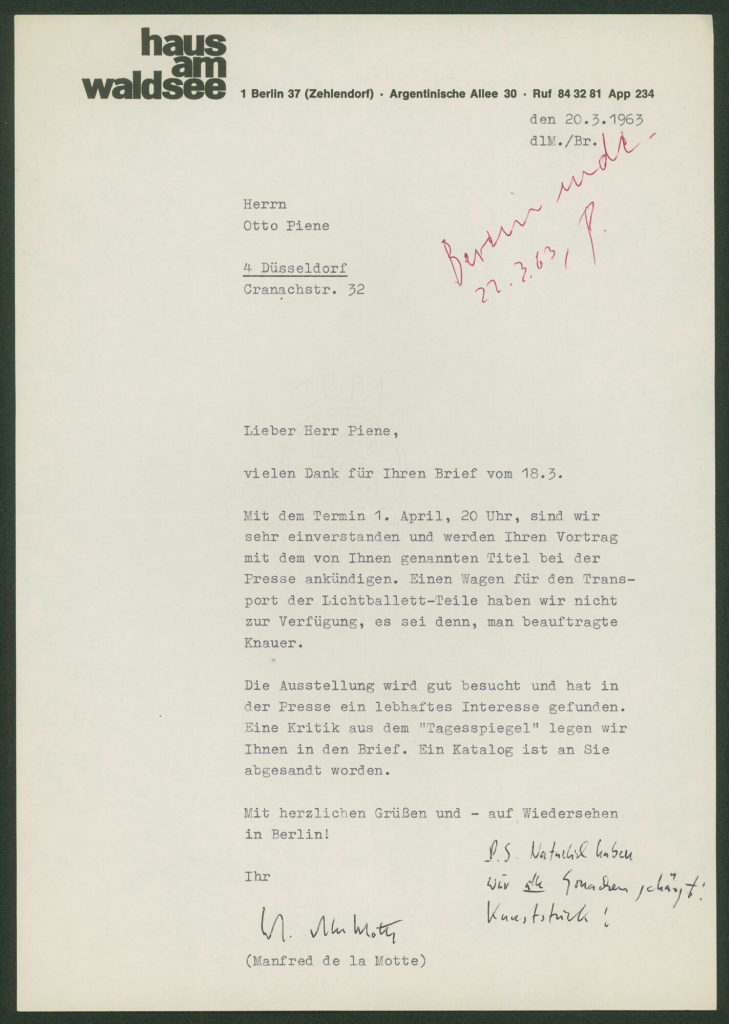 haus
am
waldsee
1 Berlin 37 (Zehlendorf) · Argentinische Allee 30 · Ruf 84 32 81 App 234
den 20.3.1963
dlM./Br.
22.3.63, P.
Herrn
Otto Piene
4 Düsseldorf
Cranachstr. 32
Lieber Herr Piene,
vielen Dank für Ihren Brief vom 18.3.
Mit dem Termin 1. April, 20 Uhr, sind wir
sehr einverstanden und werden Ihren Vortrag
mit dem von Ihnen genannten Titel bei der
Presse ankündigen. Einen Wagen für den Trans-
port der Lichtballett-Teile haben wir nicht
zur Verfügung, es sei denn, man beauftragte
Knauer.
Die Ausstellung wird gut besucht und hat in
der Presse ein lebhaftes Interesse gefunden.
Eine Kritik aus dem "Tagesspiegel" legen wir
Ihnen in den Brief. Ein Katalog ist an Sie
abgesandt worden.
Mit herzlichen Grüßen und - auf Wiedersehen
in Berlin!
P.S. Natürlich haben
wir alle
Kunststück!
Ihr
M. de la Motte
(Manfred de la Motte)